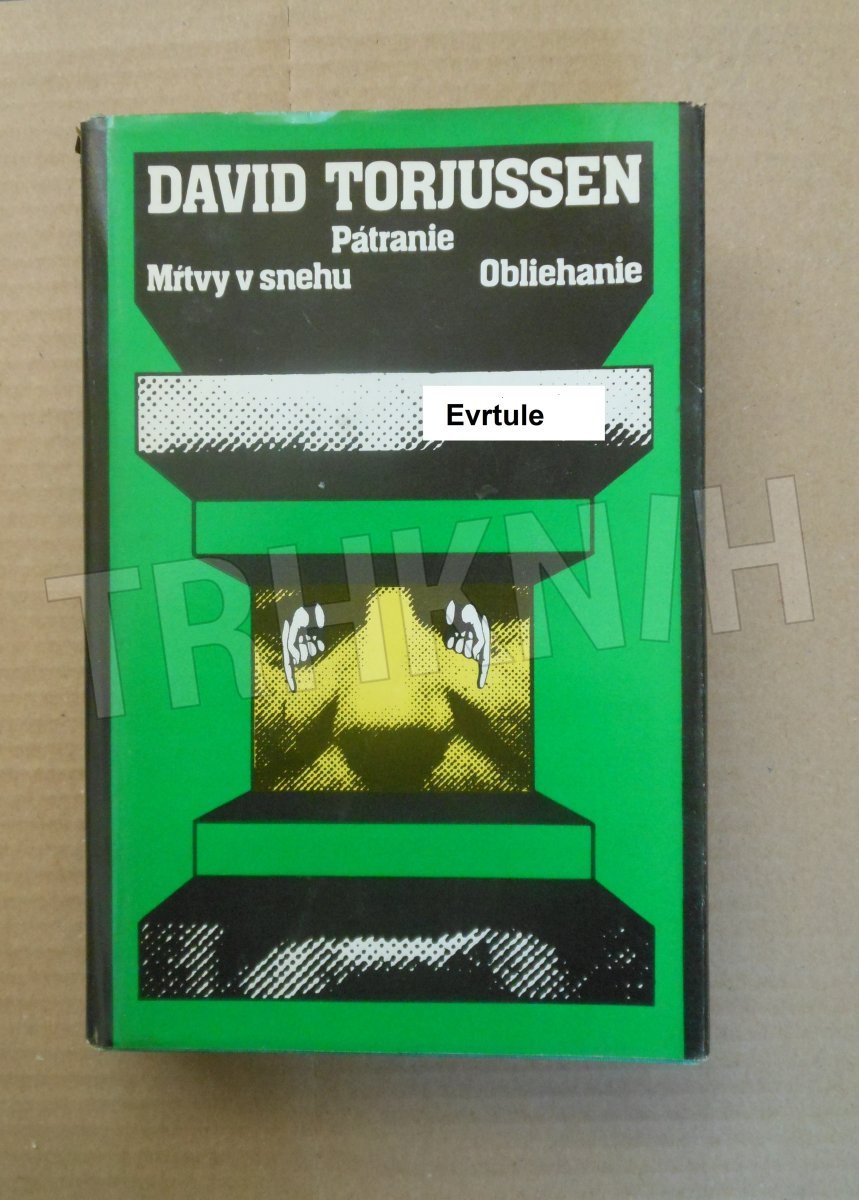 DAVID TORJUSSEN
Pátranie
Mŕtvy v snehu Obliehanie
Evrtule
TRHKNIH